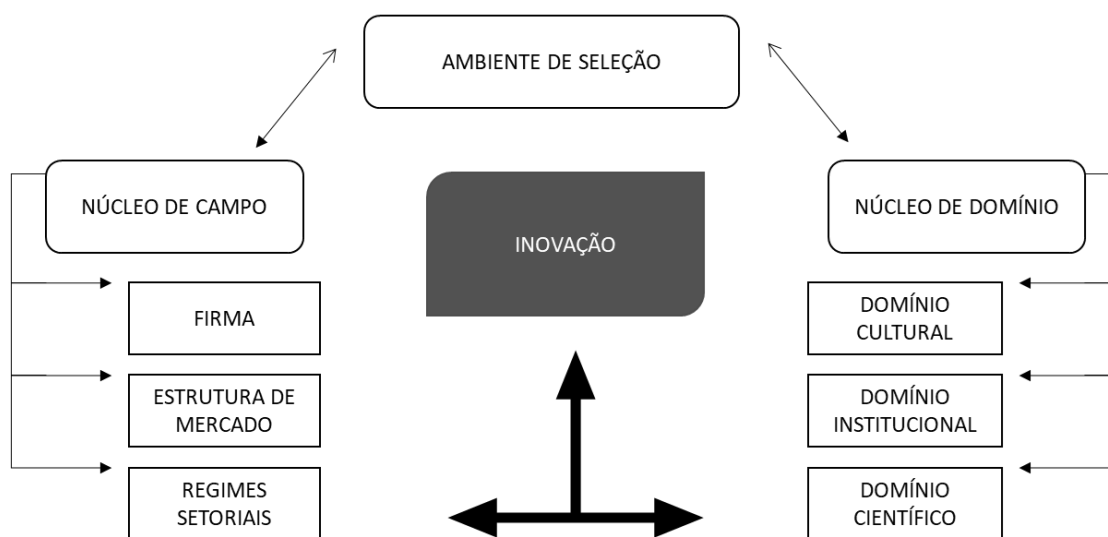 AMBIENTE DE SELEÇÃO
NÚCLEO DE CAMPO
INOVAÇÃO
NÚCLEO DE DOMÍNIO
FIRMA
ESTRUTURA DE
MERCADO
REGIMES
SETORIAIS
DOMÍNIO
CULTURAL
DOMÍNIO
INSTITUCIONAL
DOMÍNIO
CIENTÍFICO